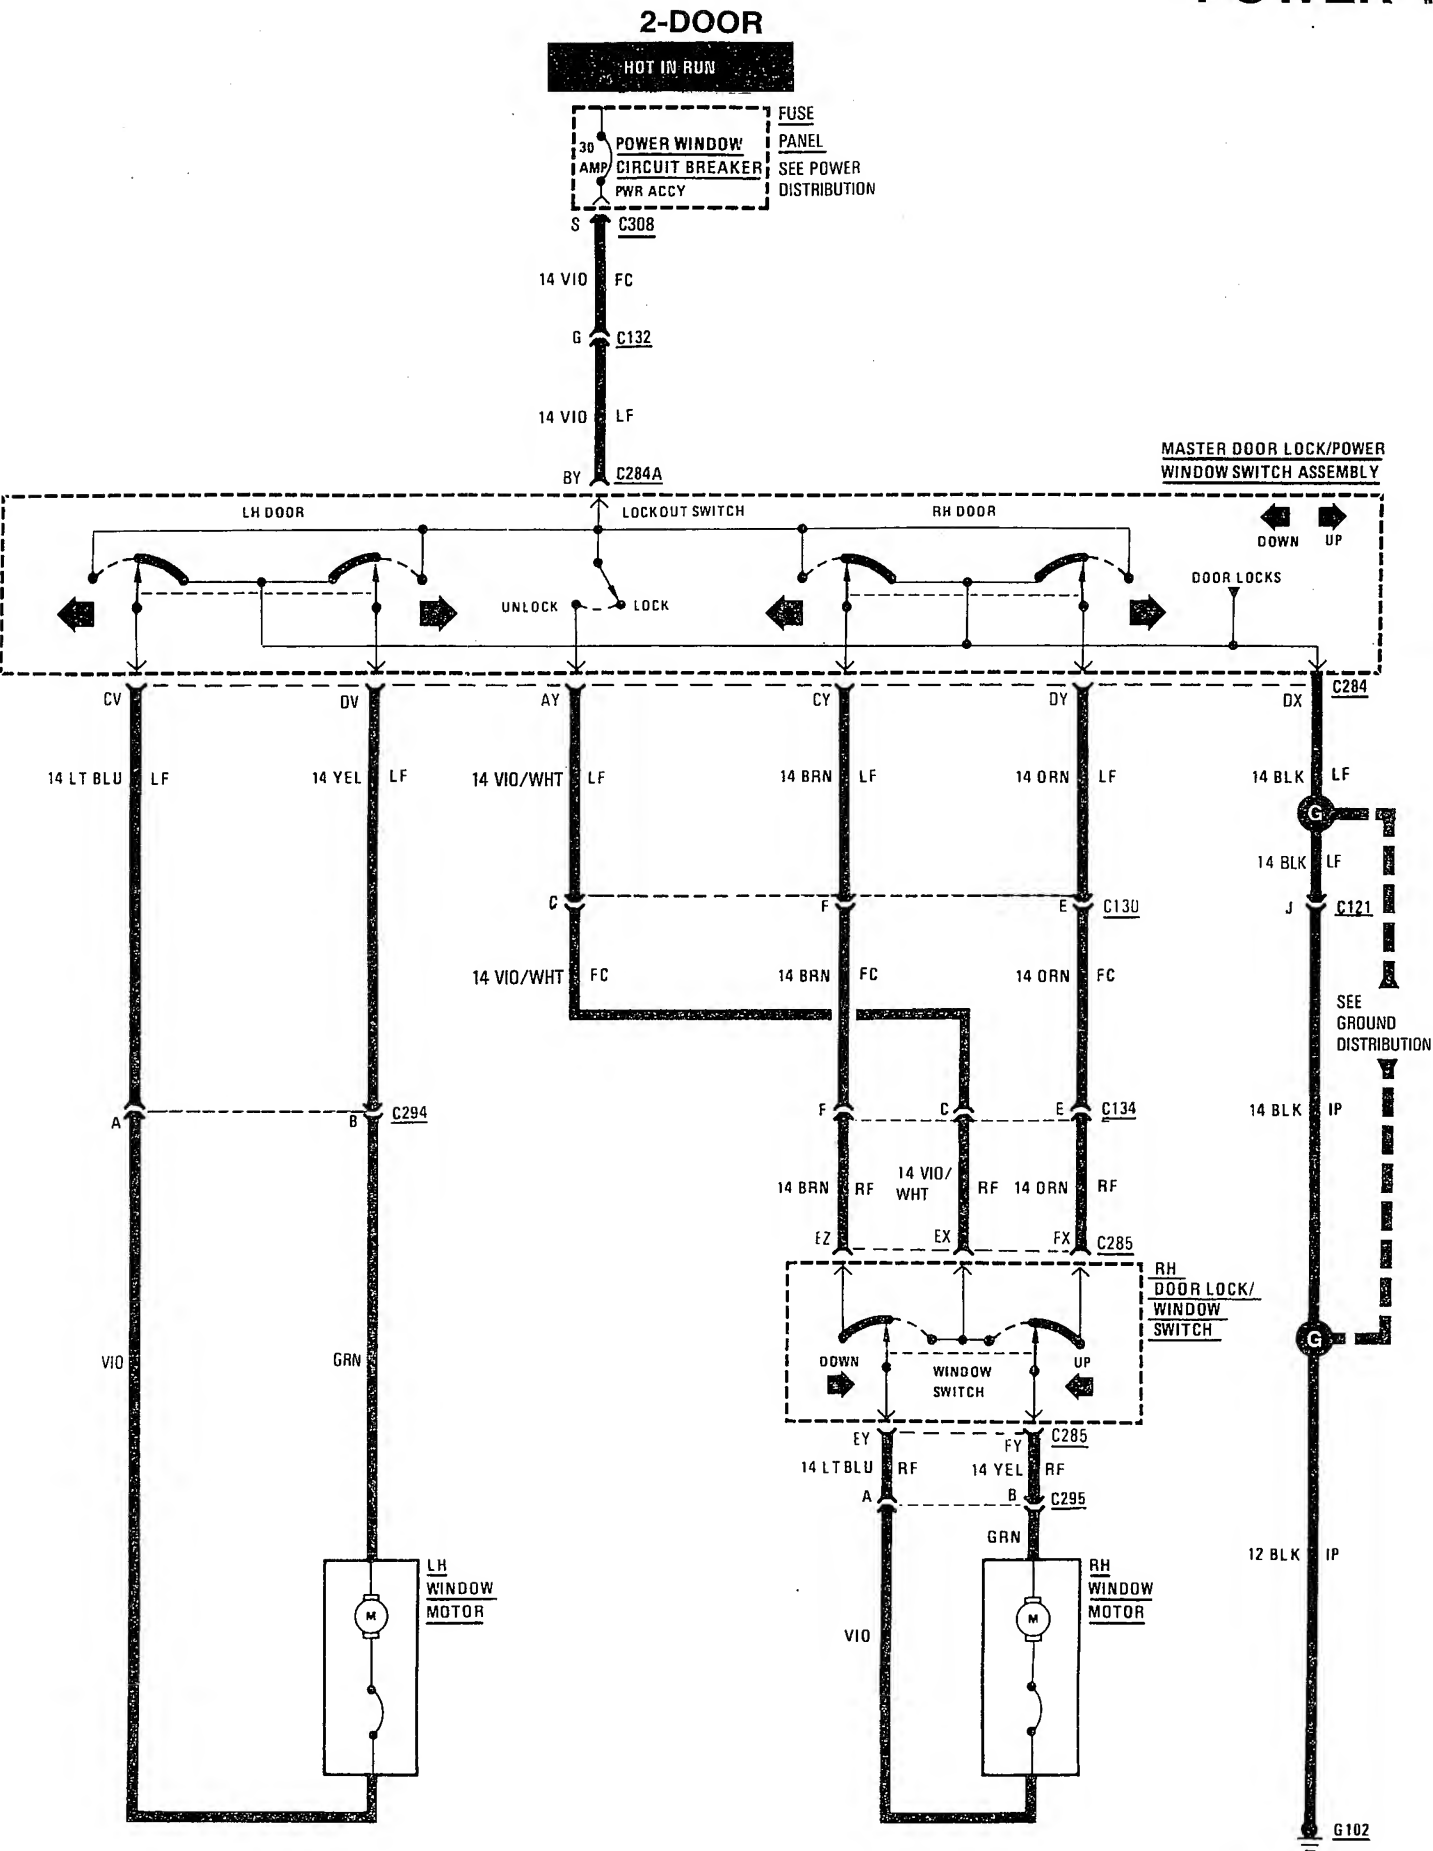 2-DOOR
HOT IN RUN
FUSE
PANEL
SEE POWER
DISTRIBUTION
30
AMP
POWER WINDOW
CIRCUIT BREAKER
PWR ACCY
S
C308
14 VIO
FC
G
C132
14 VIO
LF
BY
C284A
MASTER DOOR LOCK/POWER
WINDOW SWITCH ASSEMBLY
LH DOOR
LOCKOUT SWITCH
RH DOOR
DOWN
UP
DOOR LOCKS
UNLOCK
LOCK
CV
DV
AY
CY
DY
DX
C284
14 LT BLU
LF
14 YEL
LF
14 VIO/WHT
LF
14 BRN
LF
14 ORN
LF
14 BLK
LF
G
14 BLK
LF
C
F
E
C130
J
C121
14 VIO/WHT
FC
14 BRN
FC
14 ORN
FC
SEE
GROUND
DISTRIBUTION
A
B
C294
F
C
E
C134
14 BLK
IP
14 BRN
RF
14 VIO/
WHT
RF
14 ORN
RF
EZ
EX
FX
C285
RH
DOOR LOCK/
WINDOW
SWITCH
G
VIO
GRN
DOWN
WINDOW
SWITCH
UP
EY
FY
C285
14 LT BLU
RF
14 YEL
RF
A
B
C295
GRN
12 BLK
IP
LH
WINDOW
MOTOR
M
RH
WINDOW
MOTOR
M
VIO
G102